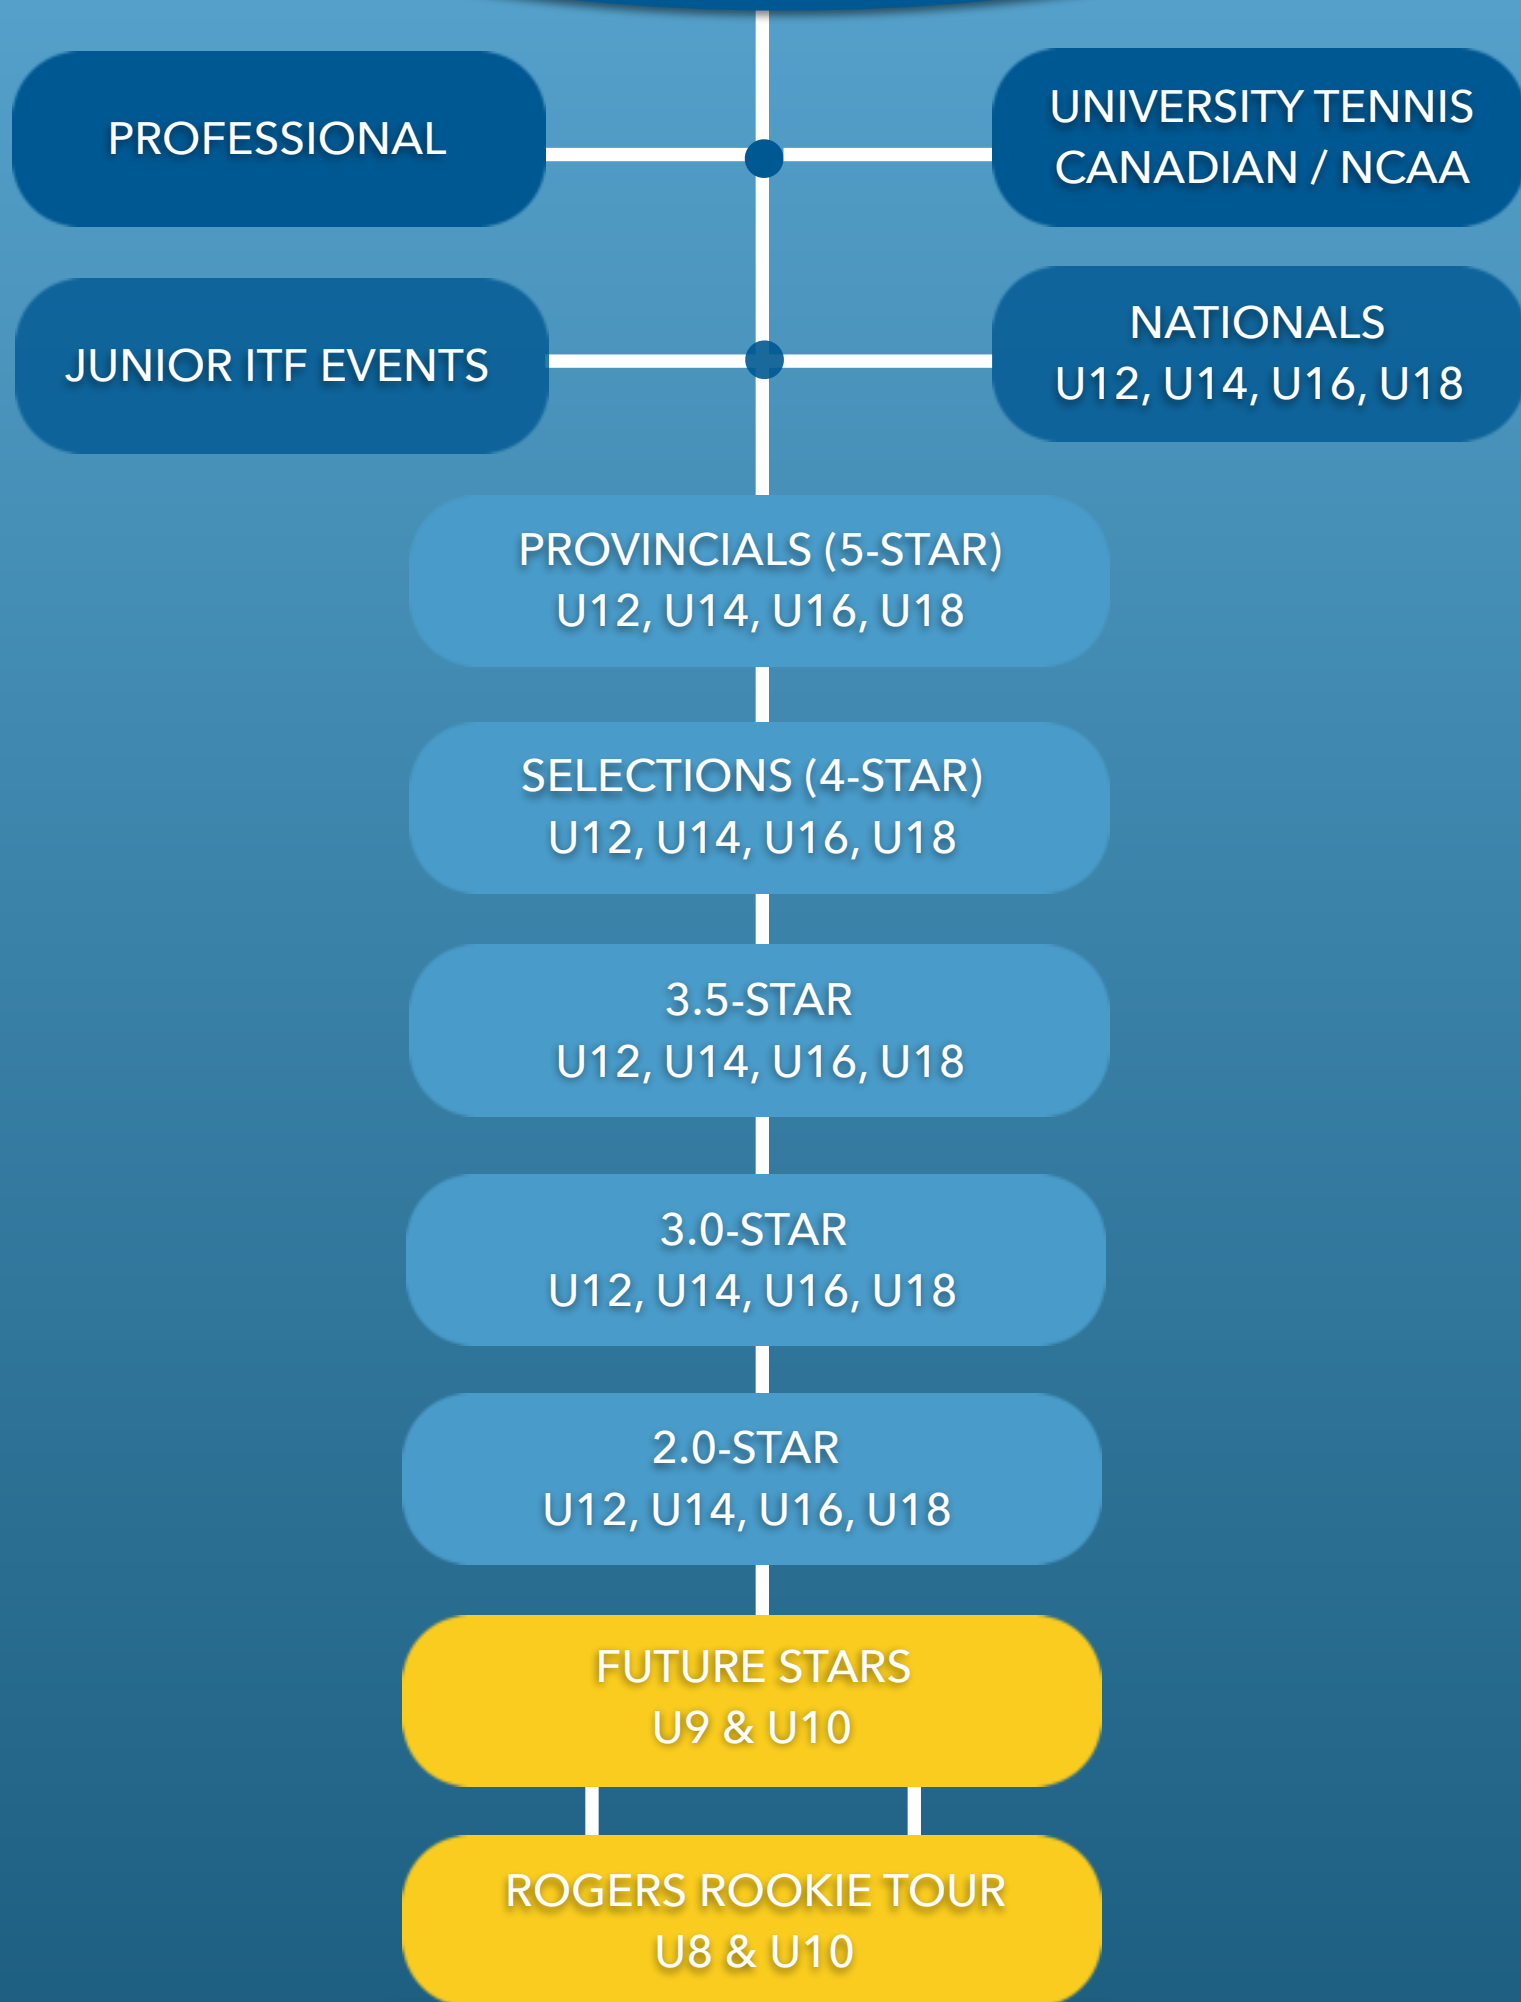 PROFESSIONAL
UNIVERSITY TENNIS
CANADIAN / NCAA
JUNIOR ITF EVENTS
NATIONALS
U12, U14, U16, U18
PROVINCIALS (5-STAR)
U12, U14, U16, U18
SELECTIONS (4-STAR)
U12, U14, U16, U18
3.5-STAR
U12, U14, U16, U18
3.0-STAR
U12, U14, U16, U18
2.0-STAR
U12, U14, U16, U18
FUTURE STARS
U9 & U10
ROGERS ROOKIE TOUR
U8 & U10